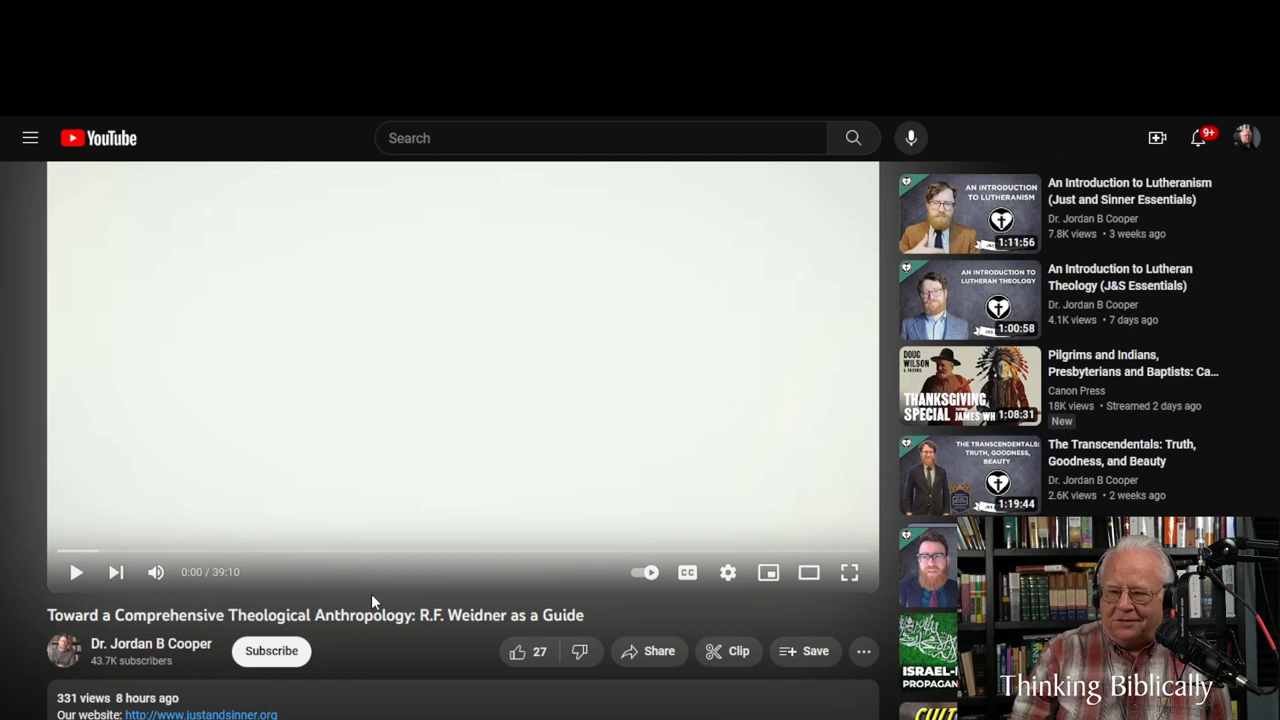 YouTube
Search
9+
AN INTRODUCTION
TO LUTHERANISM
1:11:56
An Introduction to Lutheranism
(Just and Sinner Essentials)
Dr. Jordan B Cooper
7.8K views • 3 weeks ago
AN INTRODUCTION TO
LUTHERAN THEOLOGY
1:00:58
An Introduction to Lutheran
Theology (J&S Essentials)
Dr. Jordan B Cooper
4.1K views • 7 days ago
DOUG
WILSON
& FRIENDS
THANKSGIVING
SPECIAL
JAMES WH
1:08:31
Pilgrims and Indians,
Presbyterians and Baptists: Ca...
Canon Press
18K views • Streamed 2 days ago
New
THE TRANSCENDENTALS:
TRUTH, GOODNESS,
BEAUTY
1:19:44
The Transcendentals: Truth,
Goodness, and Beauty
Dr. Jordan B Cooper
2.6K views • 2 weeks ago
CC
0:00 / 39:10
Toward a Comprehensive Theological Anthropology: R.F. Weidner as a Guide
Dr. Jordan B Cooper
43.7K subscribers
Subscribe
27
Share
Clip
Save
331 views 8 hours ago
Our website: http://www.justandsinner.org
ISRAEL-
PROPAGAN
CULT
Thinking Biblically